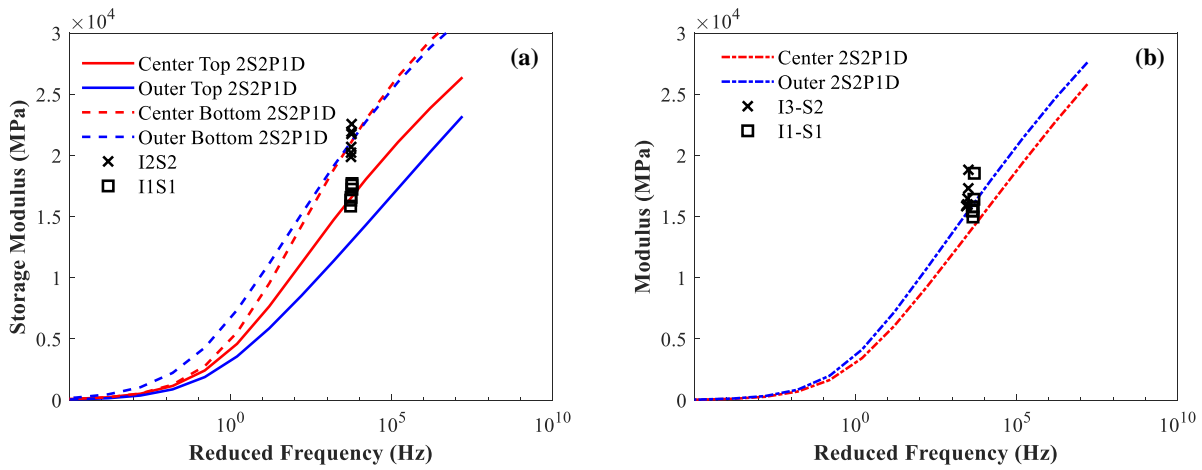 ×10⁴
(a)
3
2.5
2
1.5
1
0.5
0
Storage Modulus (MPa)
Center Top 2S2P1D
Outer Top 2S2P1D
Center Bottom 2S2P1D
Outer Bottom 2S2P1D
I2S2
I1S1
10⁰
10⁵
10¹⁰
Reduced Frequency (Hz)
×10⁴
(b)
3
2.5
2
1.5
1
0.5
0
Modulus (MPa)
Center 2S2P1D
Outer 2S2P1D
I3-S2
I1-S1
10⁰
10⁵
10¹⁰
Reduced Frequency (Hz)